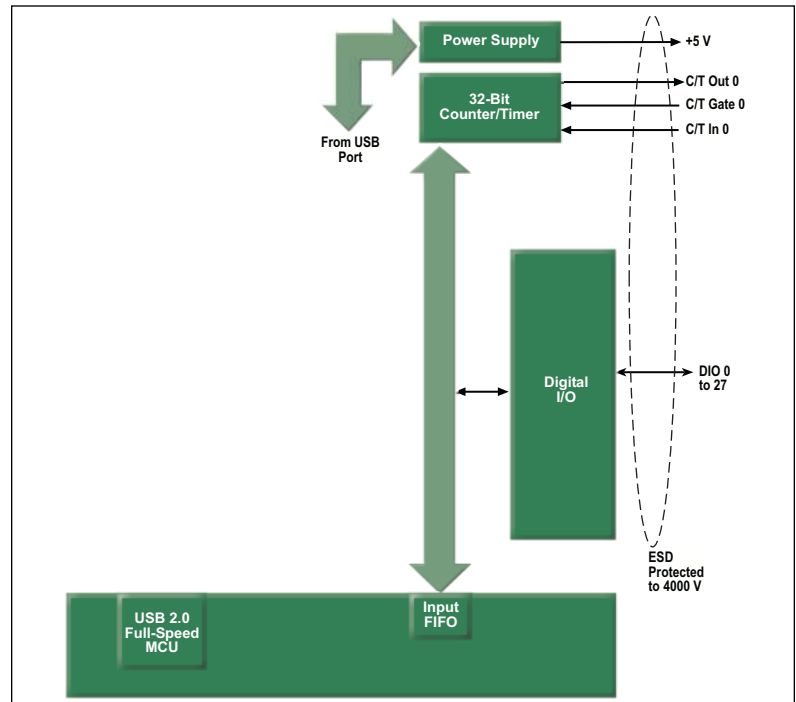 Power Supply
+5 V
32-Bit
Counter/Timer
C/T Out 0
C/T Gate 0
C/T In 0
From USB
Port
Digital
I/O
DIO 0
to 27
ESD
Protected
to 4000 V
USB 2.0
Full-Speed
MCU
Input
FIFO